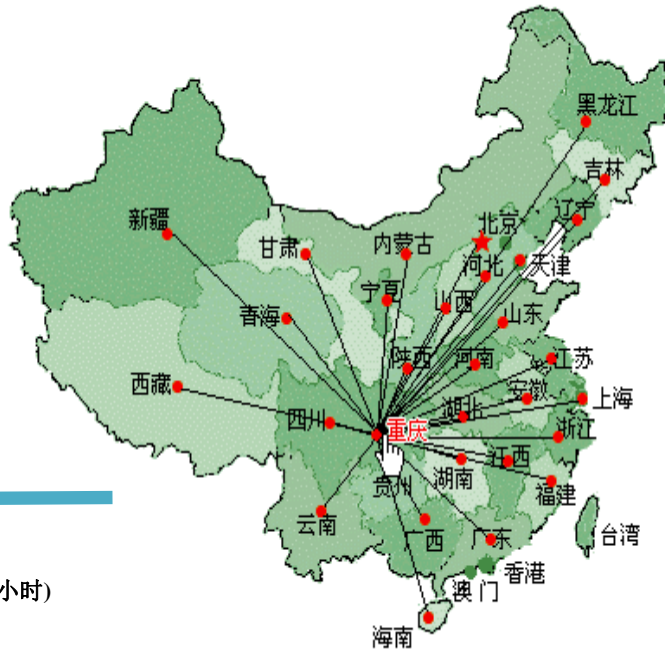 黑龙江
吉林
辽宁
北京
新疆
甘肃
内蒙古
河北
天津
宁夏
山西
青海
山东
陕西
河南
江苏
西藏
安徽
上海
四川
湖北
重庆
浙江
江西
湖南
贵州
福建
云南
广西
广东
台湾
香港
小时)
澳门
海南